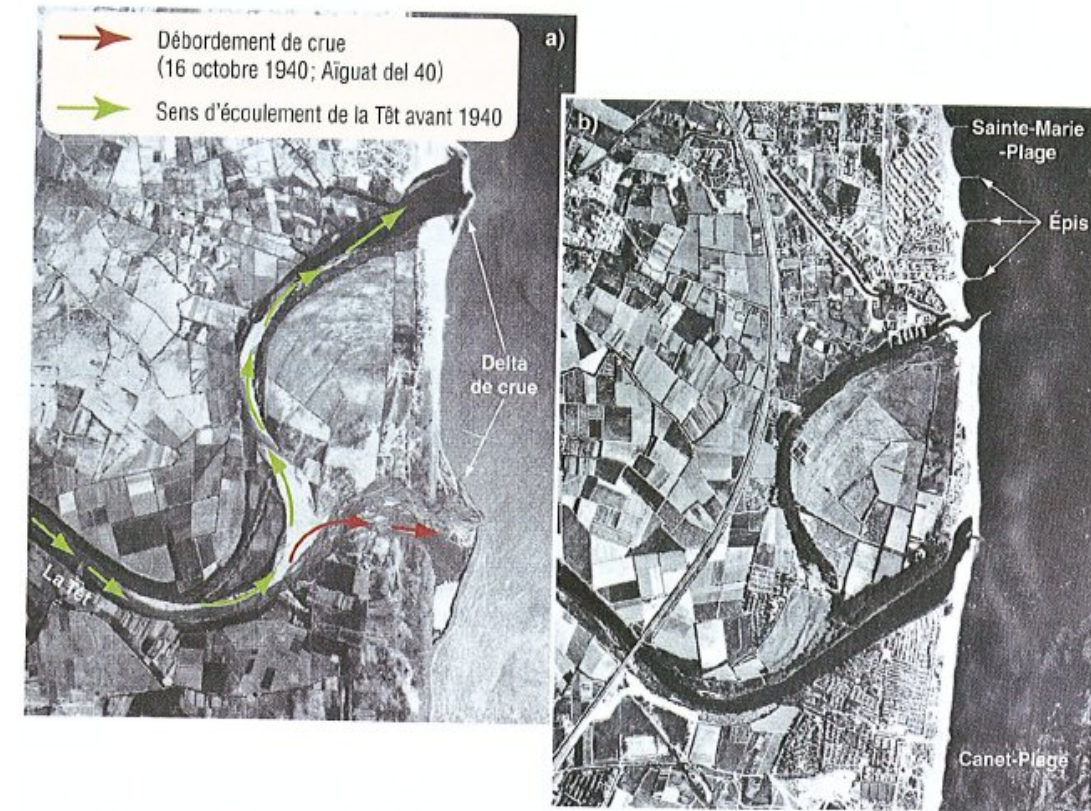 Débordement de crue
(16 octobre 1940; Aïguat del 40)
Sens d'écoulement de la Têt avant 1940
a)
La Têt
Delta
de crue
b)
Sainte-Marie
-Plage
Épis
Canet-Plage